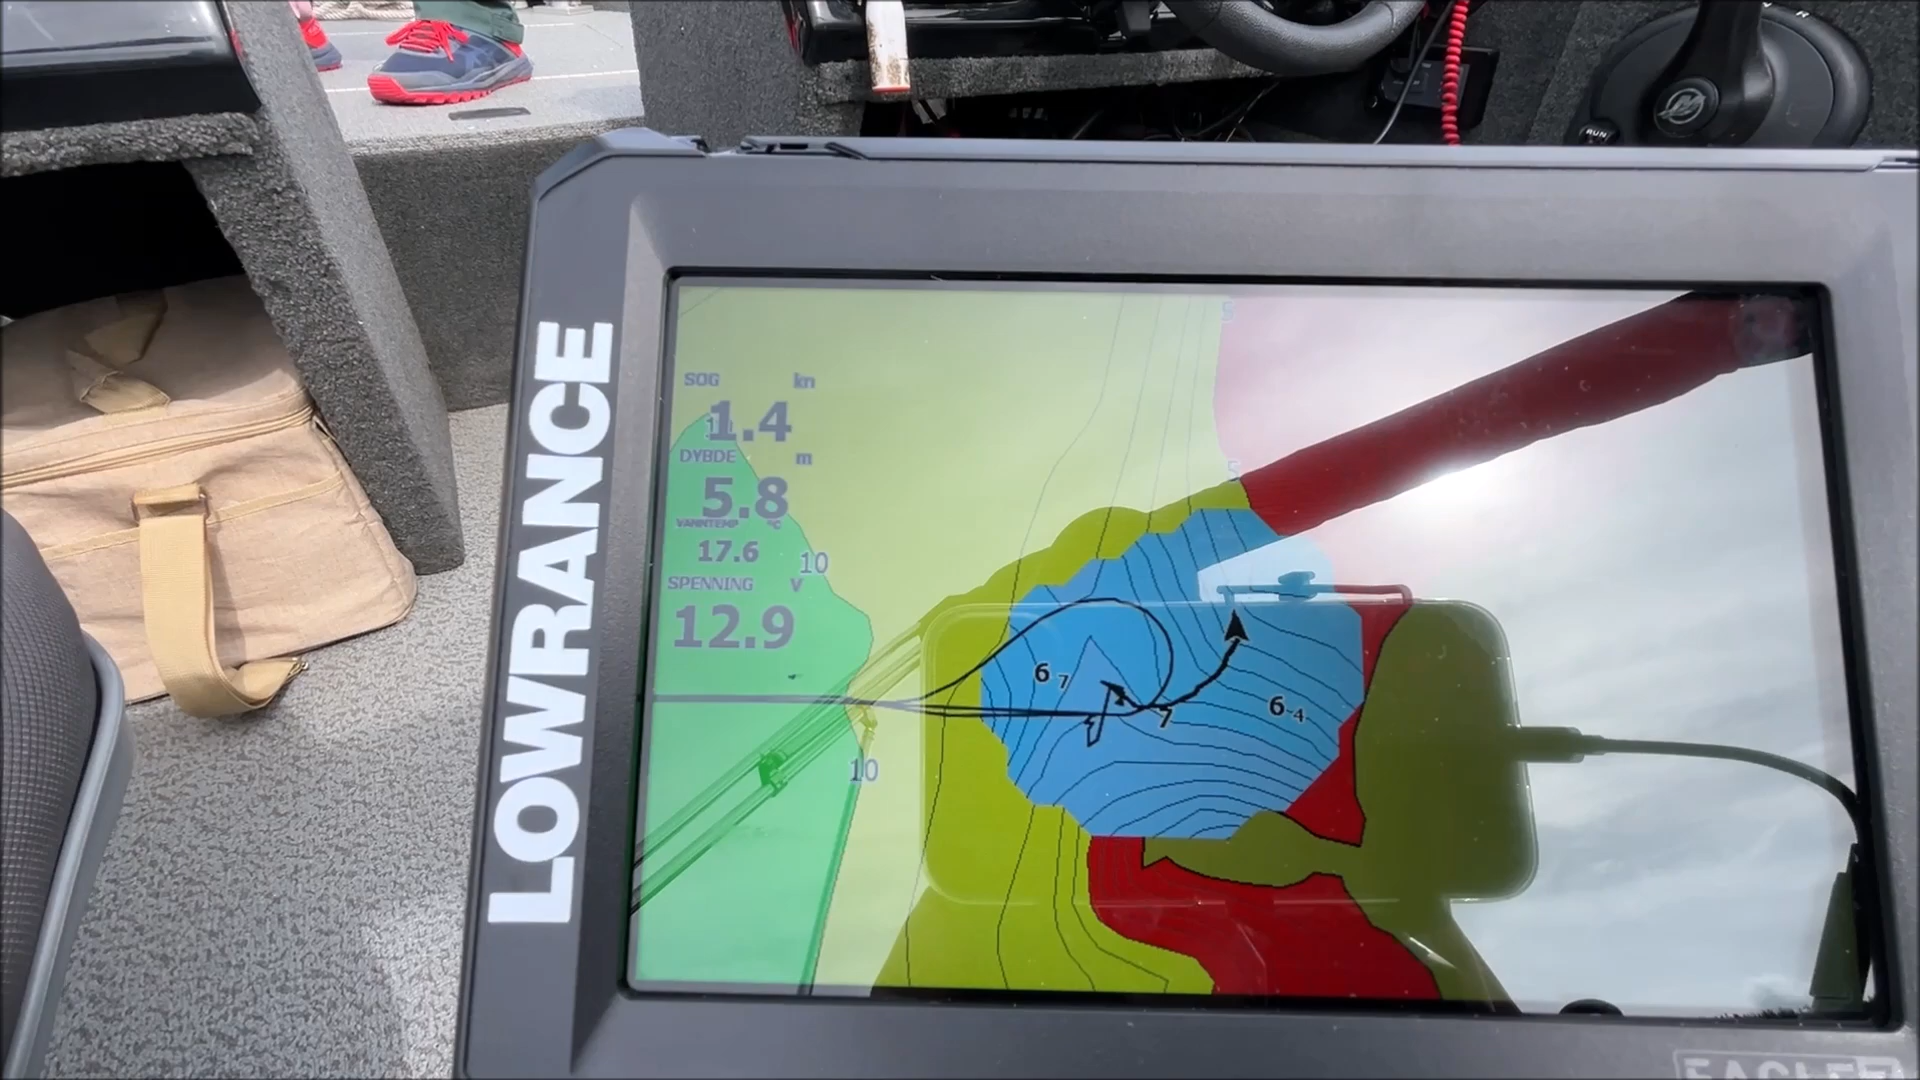 R
RUN
LOWRANCE
SOG kn
1.4
DYBDE m
5.8
VANNTEMP °C
17.6
SPENNING V
12.9
5
5
10
10
6 7
6 4
7
EAGLE